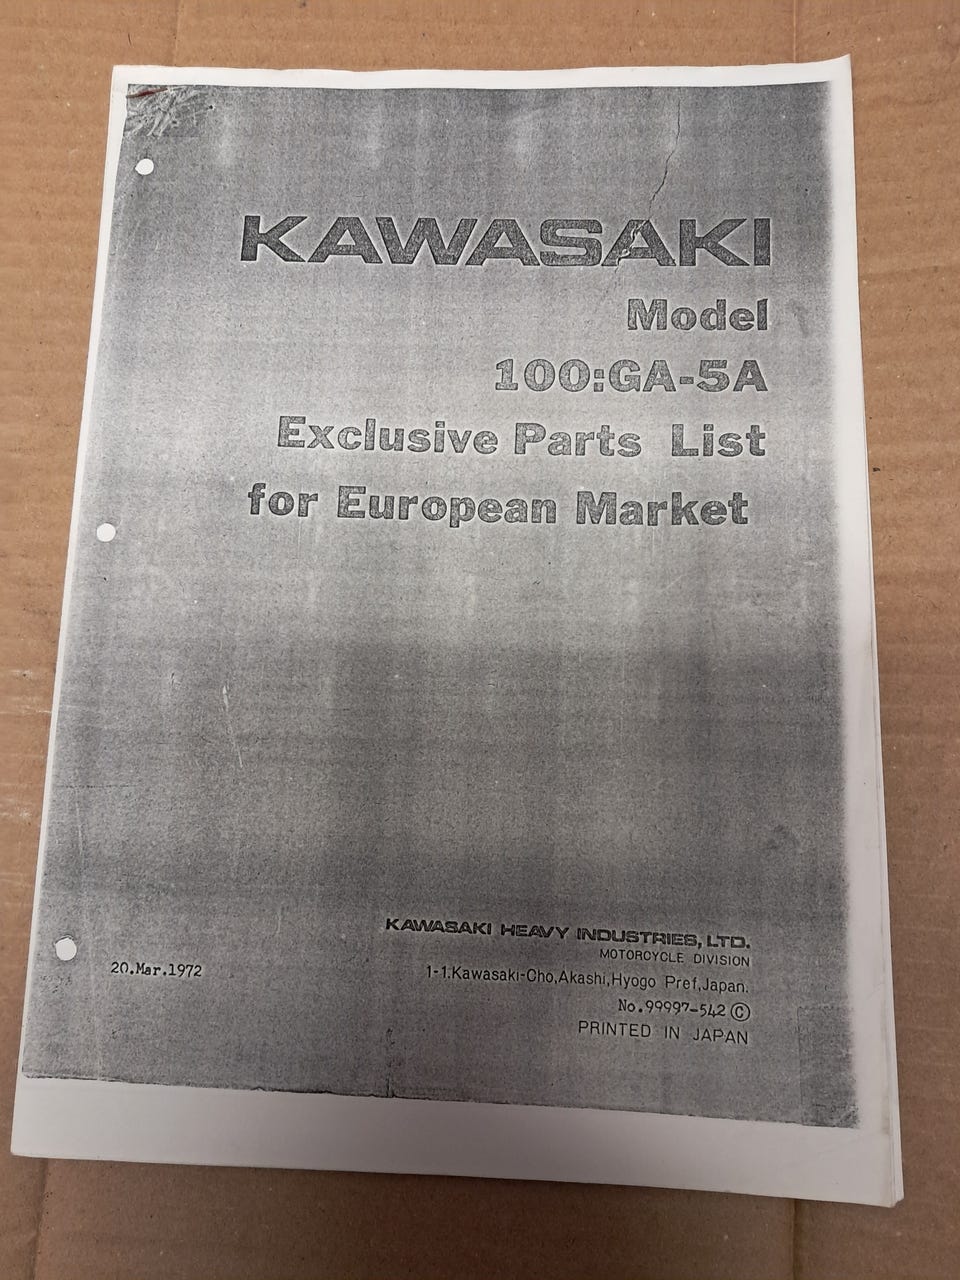 KAWASAKI
Model
100:GA-5A
Exclusive Parts List
for European Market
KAWASAKI HEAVY INDUSTRIES, LTD.
MOTORCYCLE DIVISION
20.Mar.1972
1-1.Kawasaki-Cho,Akashi,Hyogo Pref,Japan.
No.99997-542 ©
PRINTED IN JAPAN